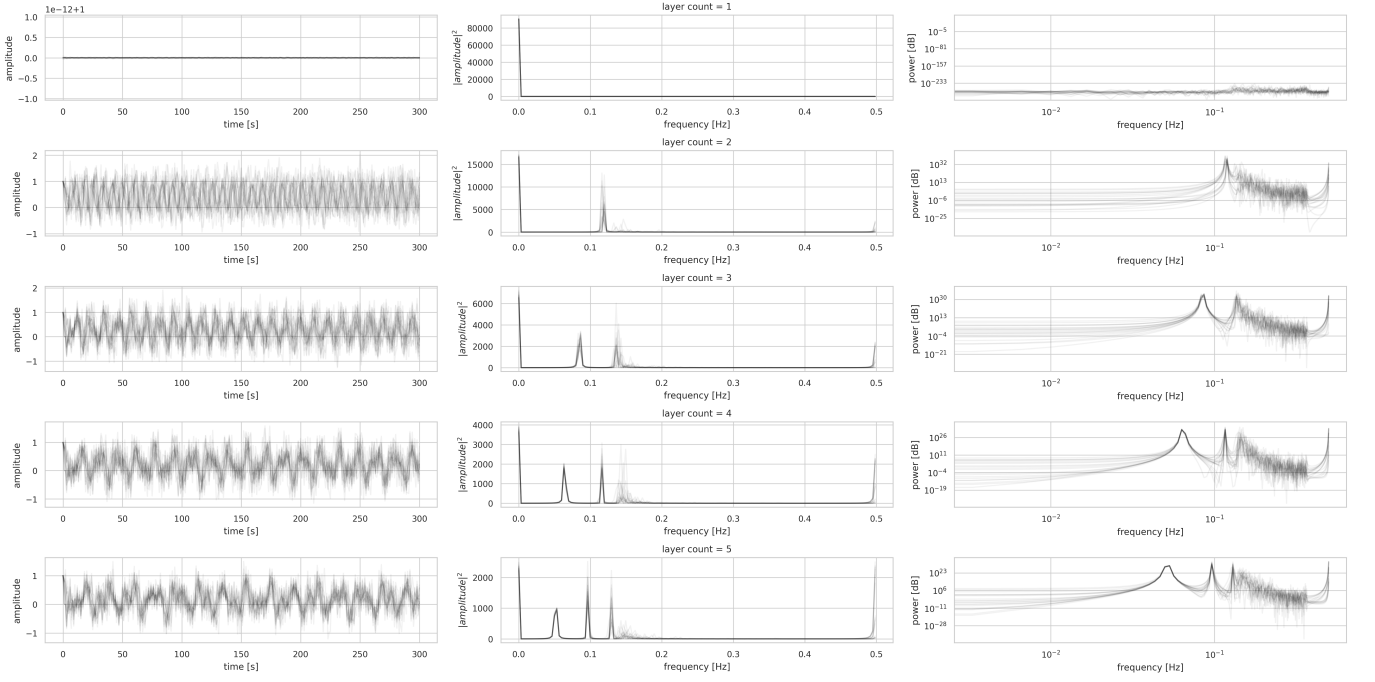 layer count = 1
1e−12+1
1.0
0.5
0.0
−0.5
−1.0
amplitude
0 50 100 150 200 250 300
time [s]
80000
60000
40000
20000
0
|amplitude|²
0.0 0.1 0.2 0.3 0.4 0.5
frequency [Hz]
10⁻⁵
10⁻⁸¹
10⁻¹⁵⁷
10⁻²³³
power [dB]
10⁻² 10⁻¹
frequency [Hz]
layer count = 2
2
1
0
−1
amplitude
0 50 100 150 200 250 300
time [s]
15000
10000
5000
0
|amplitude|²
0.0 0.1 0.2 0.3 0.4 0.5
frequency [Hz]
10³²
10¹³
10⁻⁶
10⁻²⁵
power [dB]
10⁻² 10⁻¹
frequency [Hz]
layer count = 3
2
1
0
−1
amplitude
0 50 100 150 200 250 300
time [s]
6000
4000
2000
0
|amplitude|²
0.0 0.1 0.2 0.3 0.4 0.5
frequency [Hz]
10³⁰
10¹³
10⁻⁴
10⁻²¹
power [dB]
10⁻² 10⁻¹
frequency [Hz]
layer count = 4
1
0
−1
amplitude
0 50 100 150 200 250 300
time [s]
4000
3000
2000
1000
0
|amplitude|²
0.0 0.1 0.2 0.3 0.4 0.5
frequency [Hz]
10²⁶
10¹¹
10⁻⁴
10⁻¹⁹
power [dB]
10⁻² 10⁻¹
frequency [Hz]
layer count = 5
1
0
−1
amplitude
0 50 100 150 200 250 300
time [s]
2000
1000
0
|amplitude|²
0.0 0.1 0.2 0.3 0.4 0.5
frequency [Hz]
10²³
10⁶
10⁻¹¹
10⁻²⁸
power [dB]
10⁻² 10⁻¹
frequency [Hz]